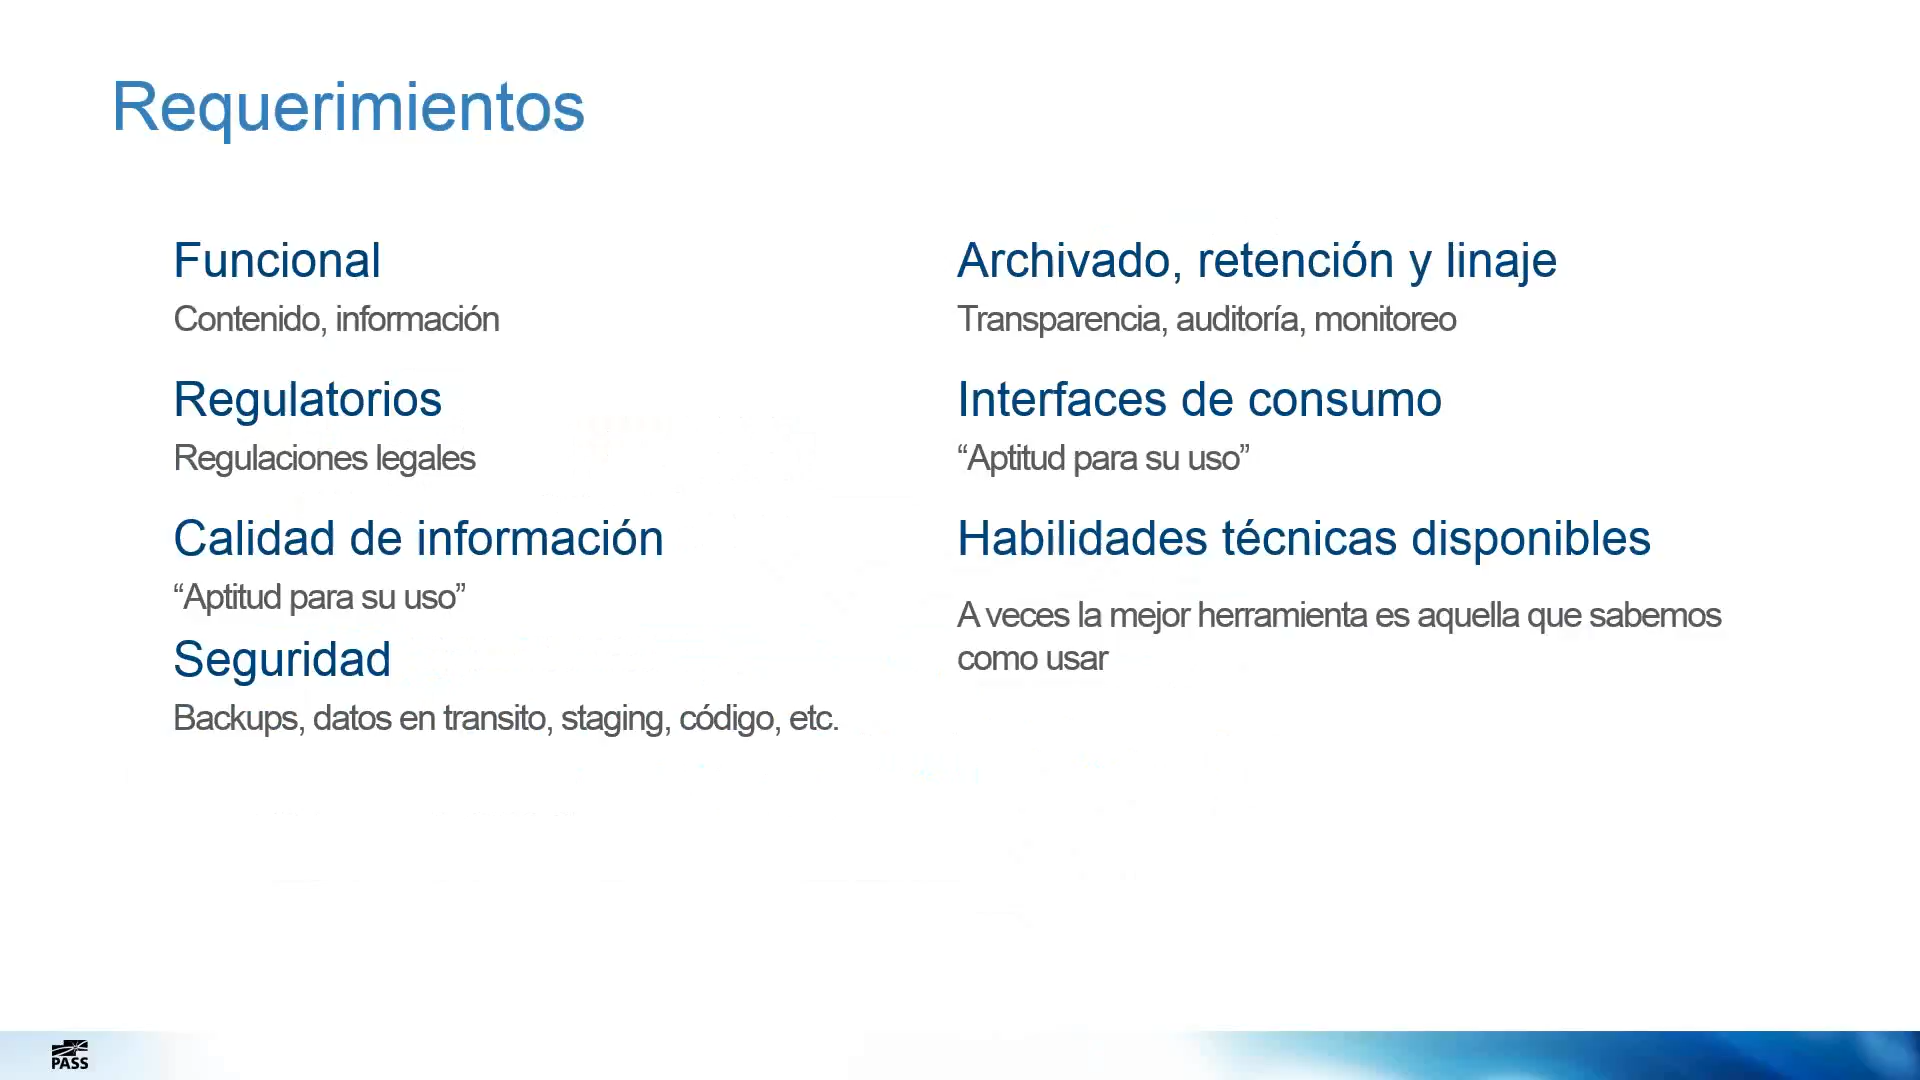 Requerimientos
Funcional
Contenido, información
Regulatorios
Regulaciones legales
Calidad de información
“Aptitud para su uso”
Seguridad
Backups, datos en transito, staging, código, etc.
Archivado, retención y linaje
Transparencia, auditoría, monitoreo
Interfaces de consumo
“Aptitud para su uso”
Habilidades técnicas disponibles
A veces la mejor herramienta es aquella que sabemos
como usar
PASS